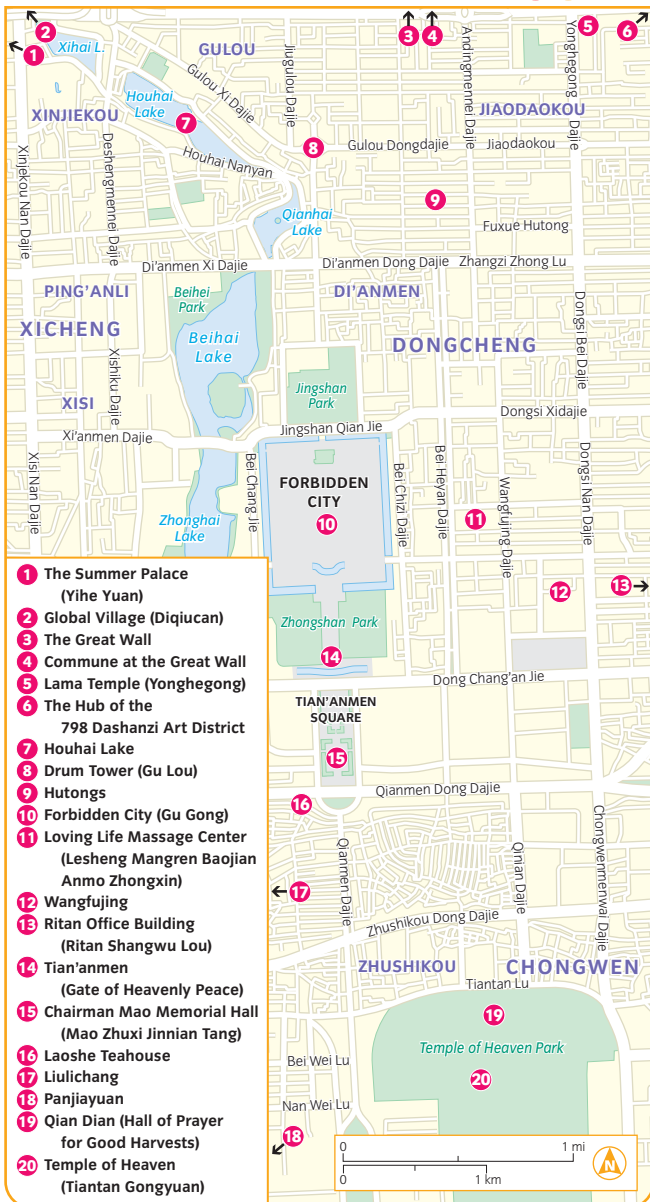 2
1
Xihai L.
GULOU
Jiugulou Dajie
3
4
Andingmennei Dajie
5
6
Yonghegong Dajie
Gulou Xi Dajie
Houhai
Lake
7
XINJIEKOU
JIAODAOKOU
Xinjekou Nan Dajie
Deshengmennei Dajie
8
Gulou Dongdajie
Jiaodaokou
Houhai Nanyan
9
Qianhai
Lake
Fuxue Hutong
Di'anmen Xi Dajie
Di'anmen Dong Dajie
Zhangzi Zhong Lu
PING'ANLI
Beihei
Park
DI'ANMEN
Dongsi Bei Dajie
XICHENG
Beihai
Lake
DONGCHENG
Xishiku Dajie
XISI
Jingshan
Park
Dongsi Xidajie
Jingshan Qian Jie
Xi'anmen Dajie
Xisi Nan Dajie
Bei Chang Jie
FORBIDDEN
CITY
10
Bei Chizi Dajie
Bei Heyan Dajie
Wangfujing Dajie
Dongsi Nan Dajie
Zhonghai
Lake
11
12
13
Zhongshan Park
14
Dong Chang'an Jie
TIAN'ANMEN
SQUARE
15
Qianmen Dong Dajie
16
Qianmen Dajie
Qinian Dajie
Chongwenmenwai Dajie
17
Zhushikou Dong Dajie
ZHUSHIKOU
CHONGWEN
Tiantan Lu
19
Temple of Heaven Park
Bei Wei Lu
20
Nan Wei Lu
18
0 1 mi
0 1 km
N
1 The Summer Palace
(Yihe Yuan)
2 Global Village (Diqiucan)
3 The Great Wall
4 Commune at the Great Wall
5 Lama Temple (Yonghegong)
6 The Hub of the
798 Dashanzi Art District
7 Houhai Lake
8 Drum Tower (Gu Lou)
9 Hutongs
10 Forbidden City (Gu Gong)
11 Loving Life Massage Center
(Lesheng Mangren Baojian
Anmo Zhongxin)
12 Wangfujing
13 Ritan Office Building
(Ritan Shangwu Lou)
14 Tian'anmen
(Gate of Heavenly Peace)
15 Chairman Mao Memorial Hall
(Mao Zhuxi Jinnian Tang)
16 Laoshe Teahouse
17 Liulichang
18 Panjiayuan
19 Qian Dian (Hall of Prayer
for Good Harvests)
20 Temple of Heaven
(Tiantan Gongyuan)